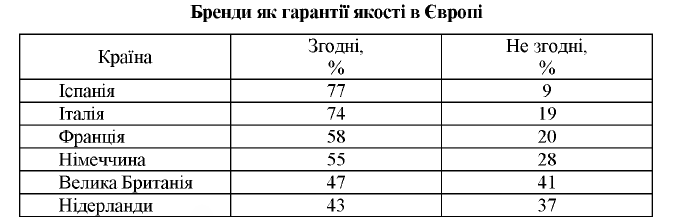 Бренди як гарантії якості в Європі
Країна Згодні, % Не згодні, %
Іспанія 77 9
Італія 74 19
Франція 58 20
Німеччина 55 28
Велика Британія 47 41
Нідерланди 43 37